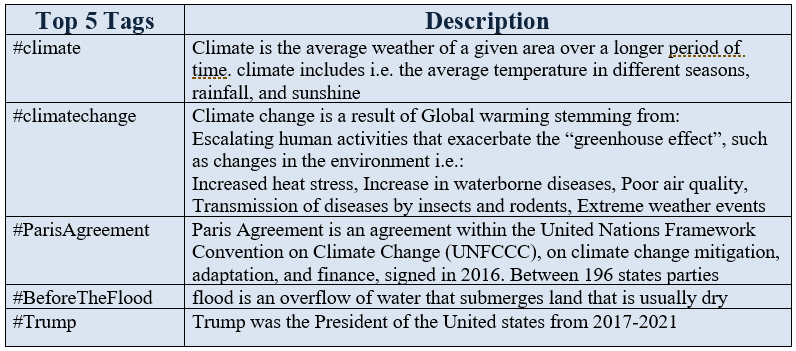 Top 5 Tags Description
#climate Climate is the average weather of a given area over a longer period of
time. climate includes i.e. the average temperature in different seasons,
rainfall, and sunshine
#climatechange Climate change is a result of Global warming stemming from:
Escalating human activities that exacerbate the “greenhouse effect”, such
as changes in the environment i.e.:
Increased heat stress, Increase in waterborne diseases, Poor air quality,
Transmission of diseases by insects and rodents, Extreme weather events
#ParisAgreement Paris Agreement is an agreement within the United Nations Framework
Convention on Climate Change (UNFCCC), on climate change mitigation,
adaptation, and finance, signed in 2016. Between 196 states parties
#BeforeTheFlood flood is an overflow of water that submerges land that is usually dry
#Trump Trump was the President of the United states from 2017-2021